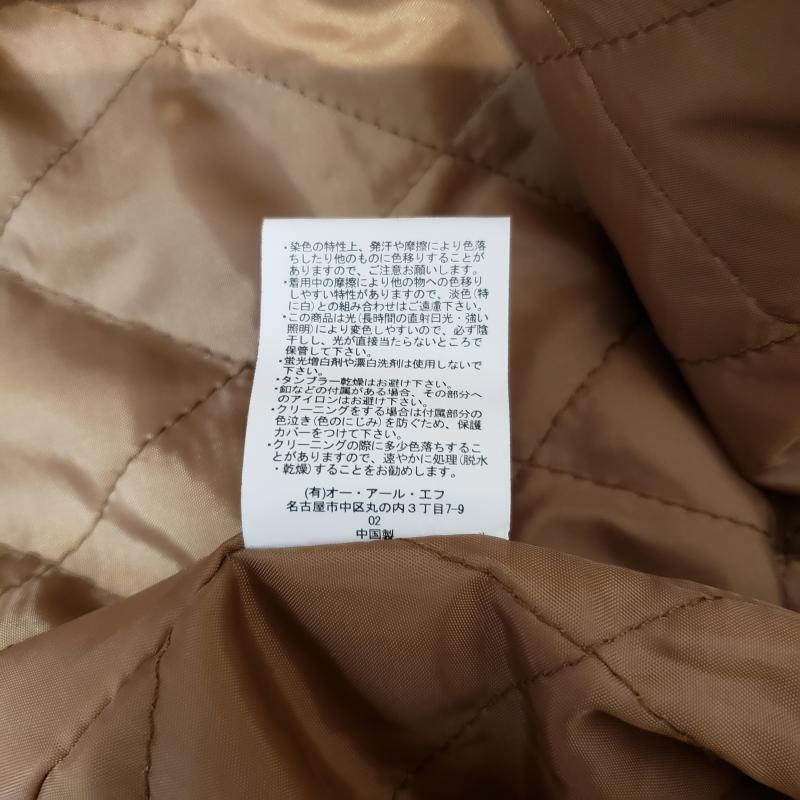 ・染色の特性上、発汗や摩擦により色落
ちしたり他のものに色移りすることが
ありますので、ご注意お願いします。
・着用中の摩擦により他の物への色移り
しやすい特性がありますので、淡色(特
に白)との組み合わせはご遠慮下さい。
・この商品は光(長時間の直射日光・強い
照明)により変色しやすいので、必ず陰
干しし、光が直接当たらないところで
保管して下さい。
・蛍光増白剤や漂白洗剤は使用しないで
下さい。
・タンブラー乾燥はお避け下さい。
・釦などの付属がある場合、その部分へ
のアイロンはお避け下さい。
・クリーニングをする場合は付属部分の
色泣き(色のにじみ)を防ぐため、保護
カバーをつけて下さい。
・クリーニングの際に多少色落ちするこ
とがありますので、速やかに処理(脱水
・乾燥)することをお勧めします。
(有)オー・アール・エフ
名古屋市中区丸の内3丁目7-9
02
中国製